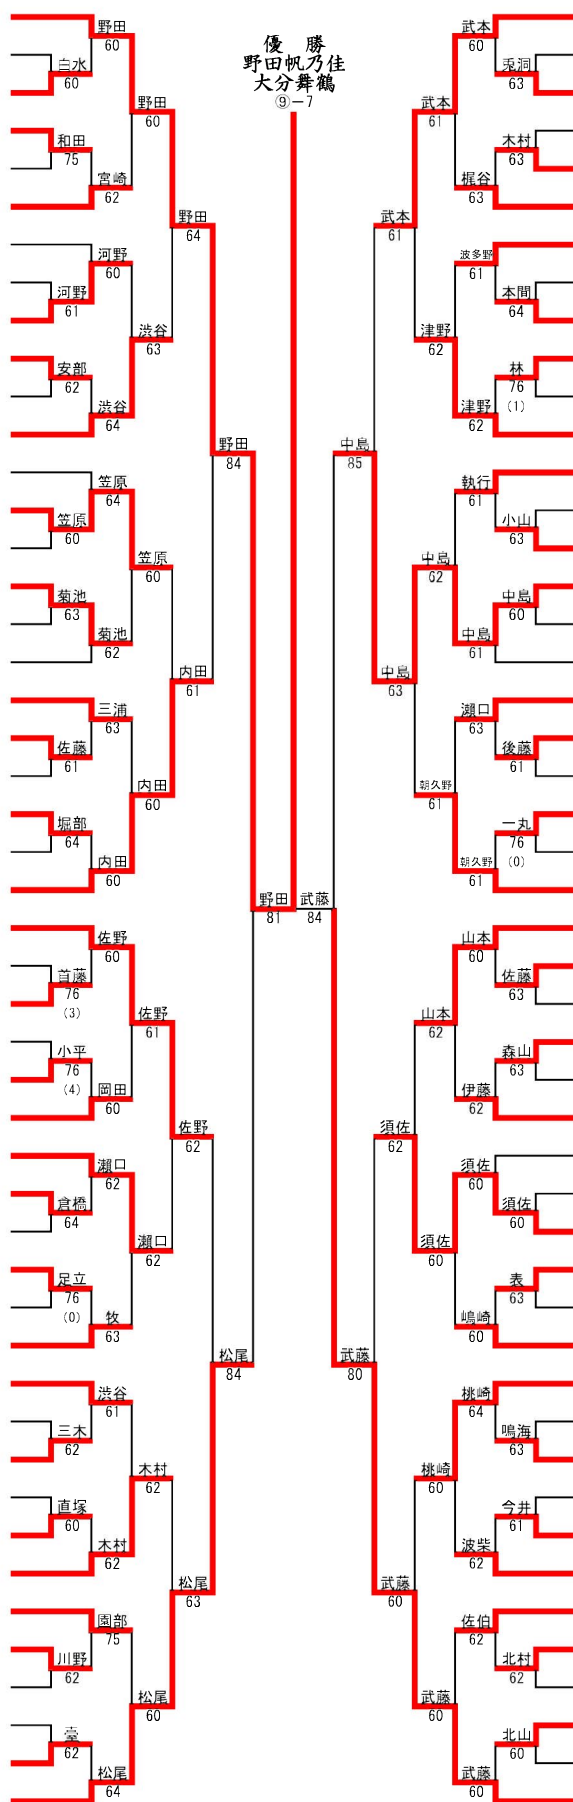 優　勝
野田帆乃佳
大分舞鶴
⑨−7
野田
60
白水
60
野田
60
和田
75
宮崎
62
野田
64
河野
60
河野
61
渋谷
63
安部
62
渋谷
64
野田
84
笠原
64
笠原
60
笠原
60
菊池
63
菊池
62
内田
61
三浦
63
佐藤
61
内田
60
堀部
64
内田
60
野田
81
佐野
60
首藤
76
(3)
佐野
61
小平
76
(4)
岡田
60
佐野
62
瀬口
62
倉橋
64
瀬口
62
足立
76
(0)
牧
63
松尾
84
渋谷
61
三木
62
木村
62
直塚
60
木村
62
松尾
63
園部
75
川野
62
松尾
60
臺
62
松尾
64
武本
60
兎洞
63
武本
61
木村
63
梶谷
63
武本
61
波多野
61
本間
64
津野
62
林
76
(1)
津野
62
中島
85
執行
61
小山
63
中島
62
中島
60
中島
61
中島
63
瀬口
63
後藤
61
朝久野
61
一丸
76
(0)
朝久野
61
武藤
84
山本
60
佐藤
63
山本
62
森山
63
伊藤
62
須佐
62
須佐
60
須佐
60
須佐
60
表
63
嶋崎
60
武藤
80
桃崎
64
鳴海
63
桃崎
60
今井
61
波柴
62
武藤
60
佐伯
62
北村
62
武藤
60
北山
60
武藤
60